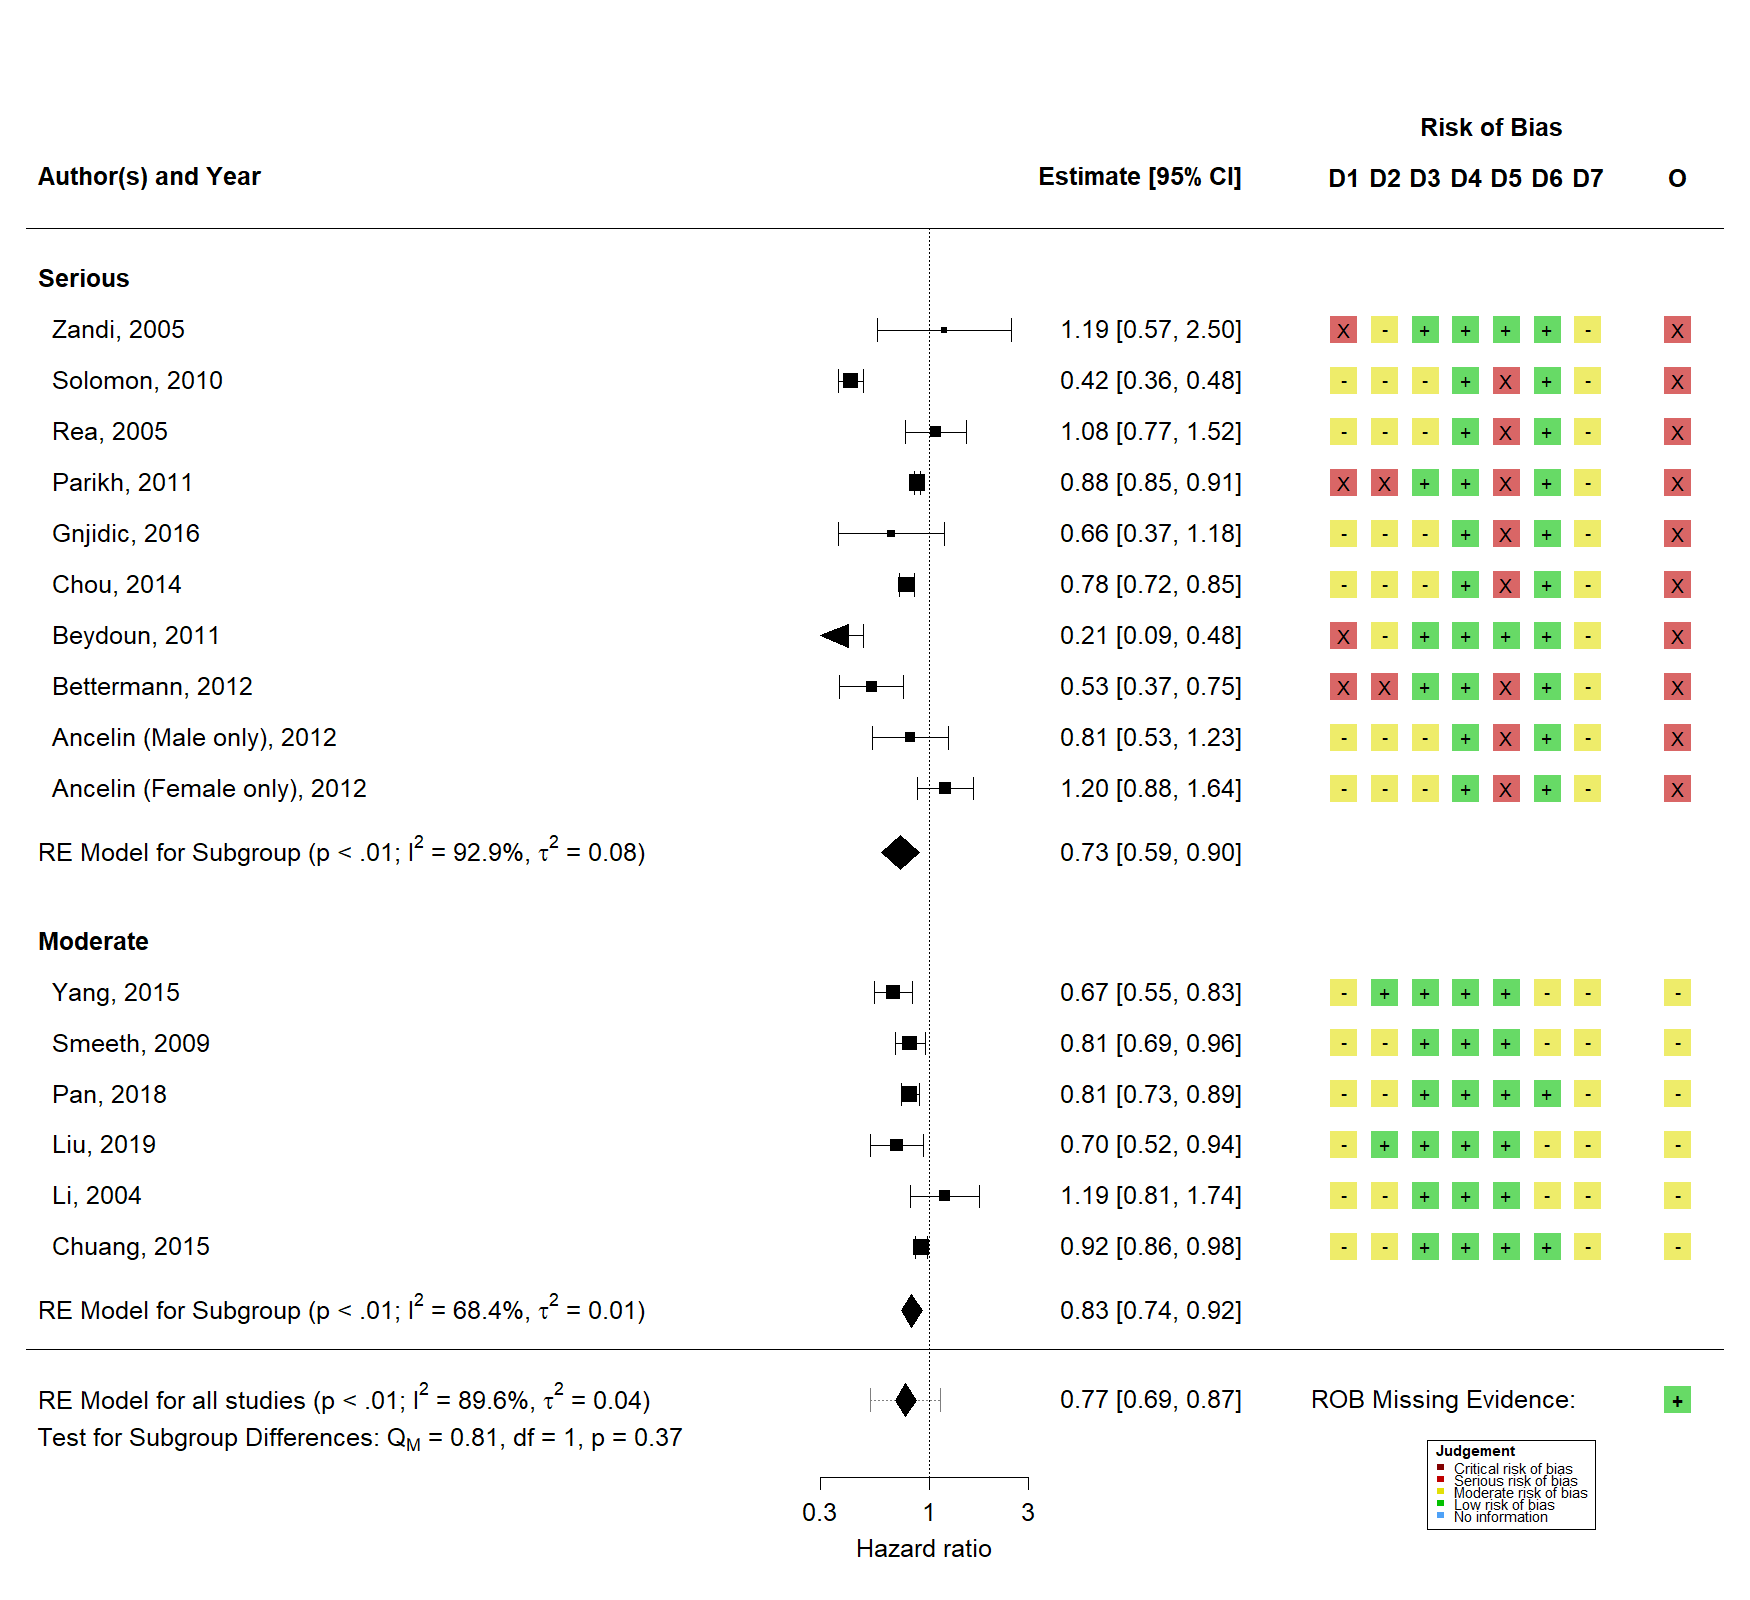 Risk of Bias
Author(s) and Year Estimate [95% CI] D1 D2 D3 D4 D5 D6 D7 O
Serious
Zandi, 2005 1.19 [0.57, 2.50] X - + + + + - X
Solomon, 2010 0.42 [0.36, 0.48] - - - + X + - X
Rea, 2005 1.08 [0.77, 1.52] - - - + X + - X
Parikh, 2011 0.88 [0.85, 0.91] X X + + X + - X
Gnjidic, 2016 0.66 [0.37, 1.18] - - - + X + - X
Chou, 2014 0.78 [0.72, 0.85] - - - + X + - X
Beydoun, 2011 0.21 [0.09, 0.48] X - + + + + - X
Bettermann, 2012 0.53 [0.37, 0.75] X X + + X + - X
Ancelin (Male only), 2012 0.81 [0.53, 1.23] - - - + X + - X
Ancelin (Female only), 2012 1.20 [0.88, 1.64] - - - + X + - X
RE Model for Subgroup (p < .01; I² = 92.9%, τ² = 0.08) 0.73 [0.59, 0.90]
Moderate
Yang, 2015 0.67 [0.55, 0.83] - + + + + - - -
Smeeth, 2009 0.81 [0.69, 0.96] - - + + + - - -
Pan, 2018 0.81 [0.73, 0.89] - - + + + + - -
Liu, 2019 0.70 [0.52, 0.94] - + + + + - - -
Li, 2004 1.19 [0.81, 1.74] - - + + + - - -
Chuang, 2015 0.92 [0.86, 0.98] - - + + + + - -
RE Model for Subgroup (p < .01; I² = 68.4%, τ² = 0.01) 0.83 [0.74, 0.92]
RE Model for all studies (p < .01; I² = 89.6%, τ² = 0.04) 0.77 [0.69, 0.87] ROB Missing Evidence: +
Test for Subgroup Differences: Q_M = 0.81, df = 1, p = 0.37
Judgement
Critical risk of bias
Serious risk of bias
Moderate risk of bias
Low risk of bias
No information
0.3 1 3
Hazard ratio